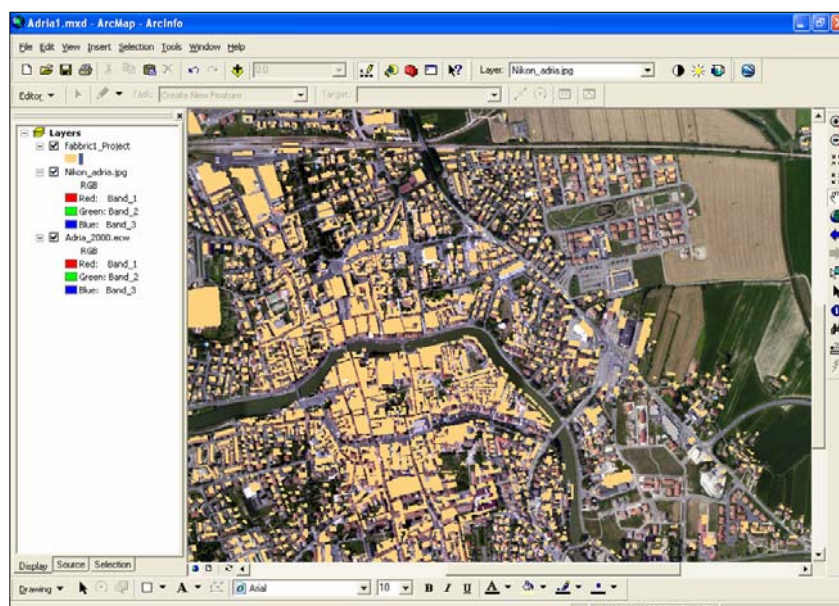 Adria1.mxd - ArcMap - ArcInfo
File Edit View Insert Selection Tools Window Help
0.0
Layer: Nikon_adria.jpg
Editor Task: Create New Feature Target:
Layers
fabbric1_Project
Nikon_adria.jpg
RGB
Red: Band_1
Green: Band_2
Blue: Band_3
Adria_2000.ecw
RGB
Red: Band_1
Green: Band_2
Blue: Band_3
Display Source Selection
Drawing A Arial 10 B I U A